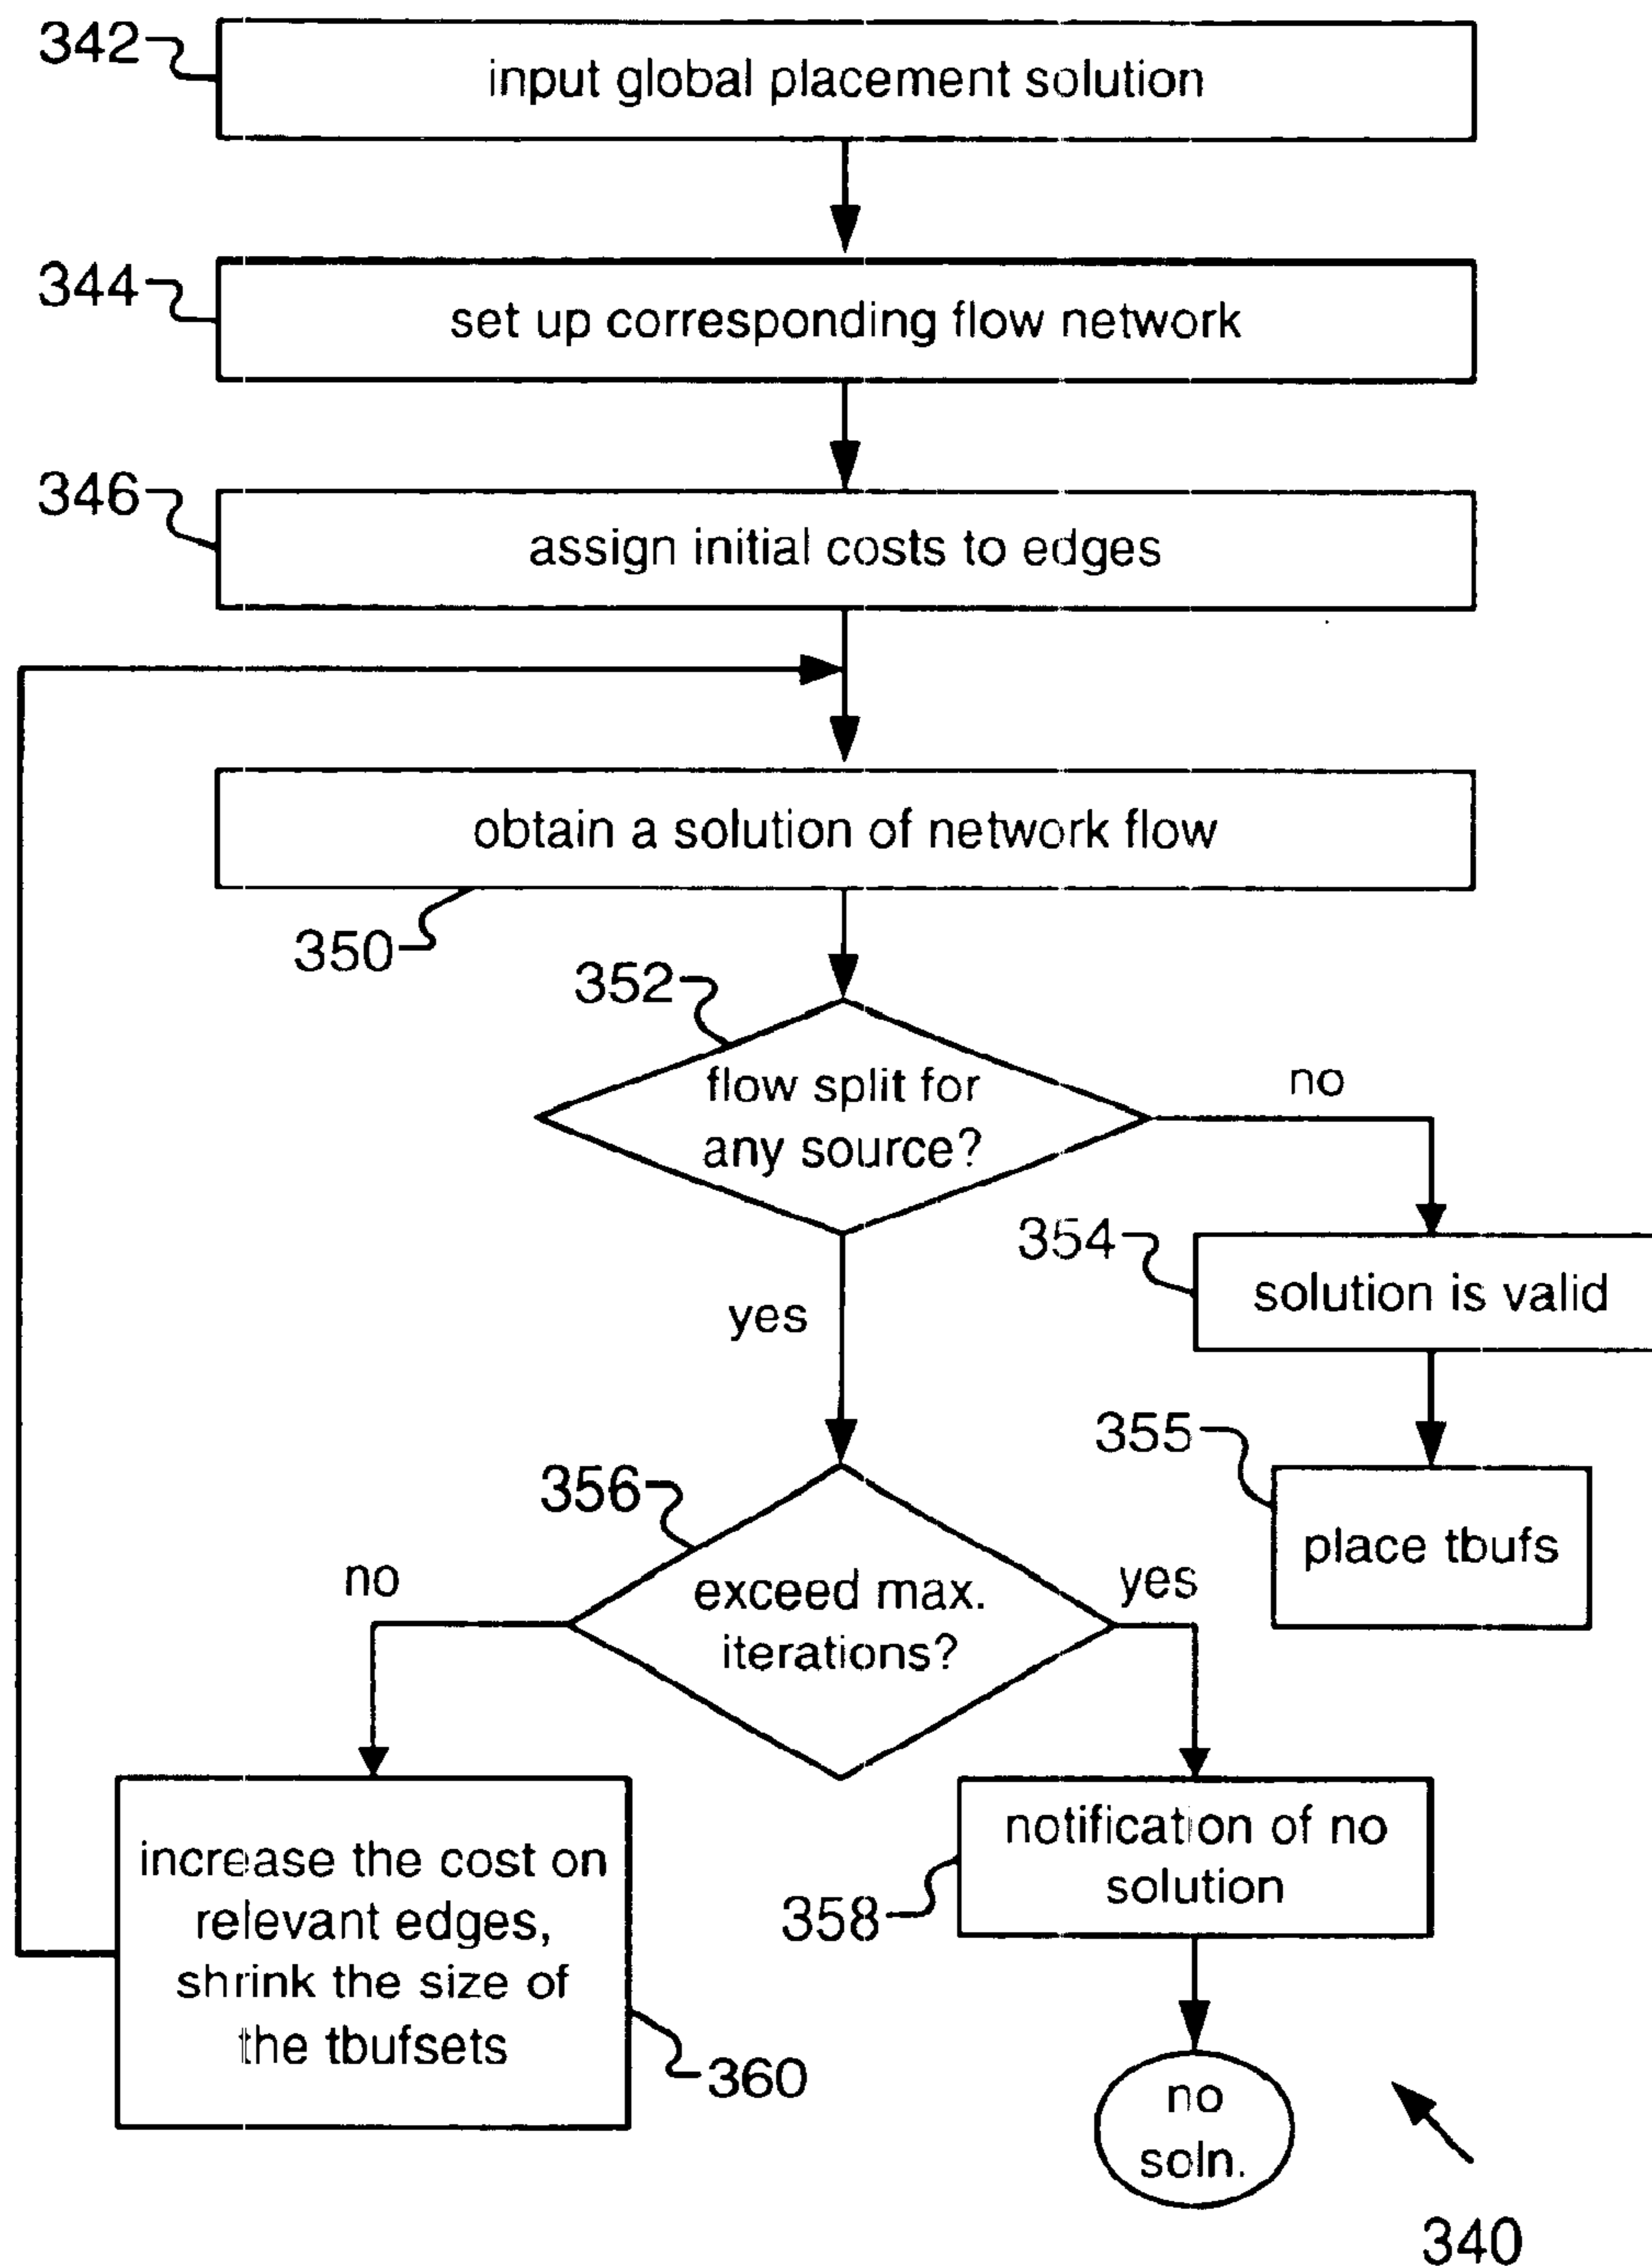 342
input global placement solution
344
set up corresponding flow network
346
assign initial costs to edges
obtain a solution of network flow
350
352
flow split for
any source?
no
yes
354
solution is valid
355
place tbufs
356
exceed max.
iterations?
no
yes
increase the cost on
relevant edges,
shrink the size of
the tbufsets
360
notification of no
solution
358
no
soln.
340